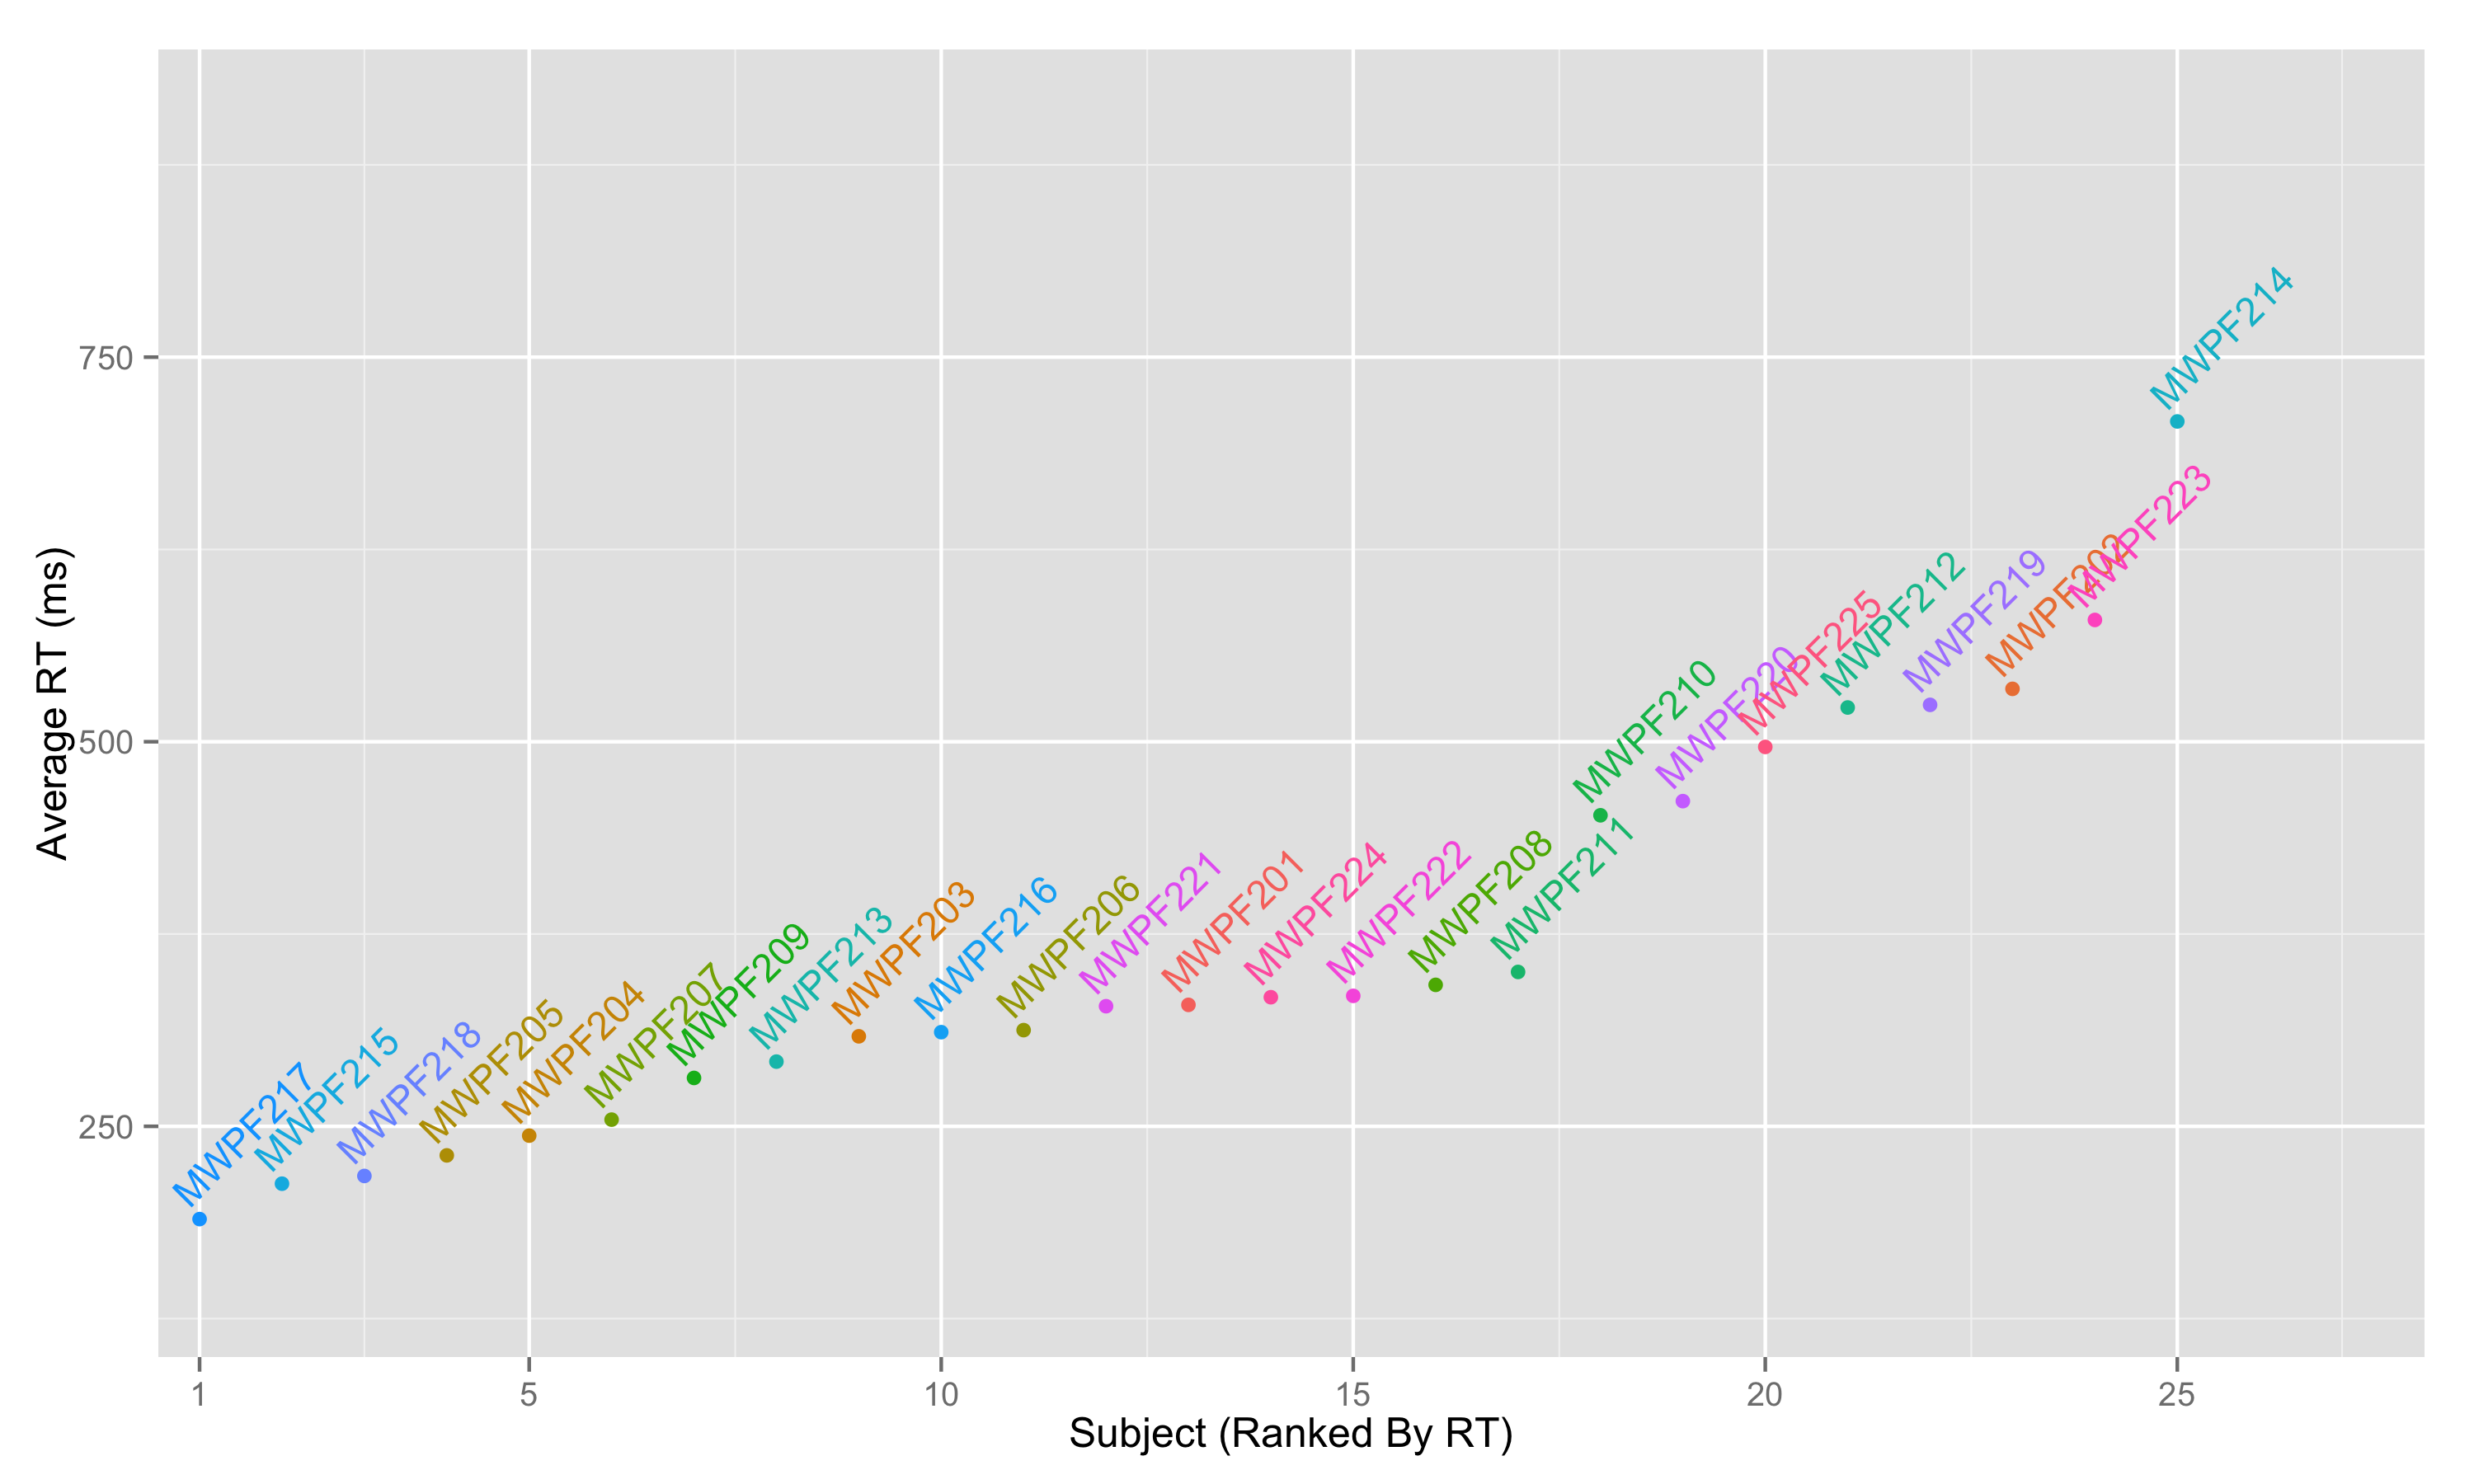 Average RT (ms)
750
500
250
MWPF217
MWPF215
MWPF218
MWPF205
MWPF204
MWPF207
MWPF209
MWPF213
MWPF203
MWPF216
MWPF206
MWPF221
MWPF201
MWPF224
MWPF222
MWPF208
MWPF211
MWPF210
MWPF220
MWPF225
MWPF212
MWPF219
MWPF202
MWPF223
MWPF214
1 5 10 15 20 25
Subject (Ranked By RT)